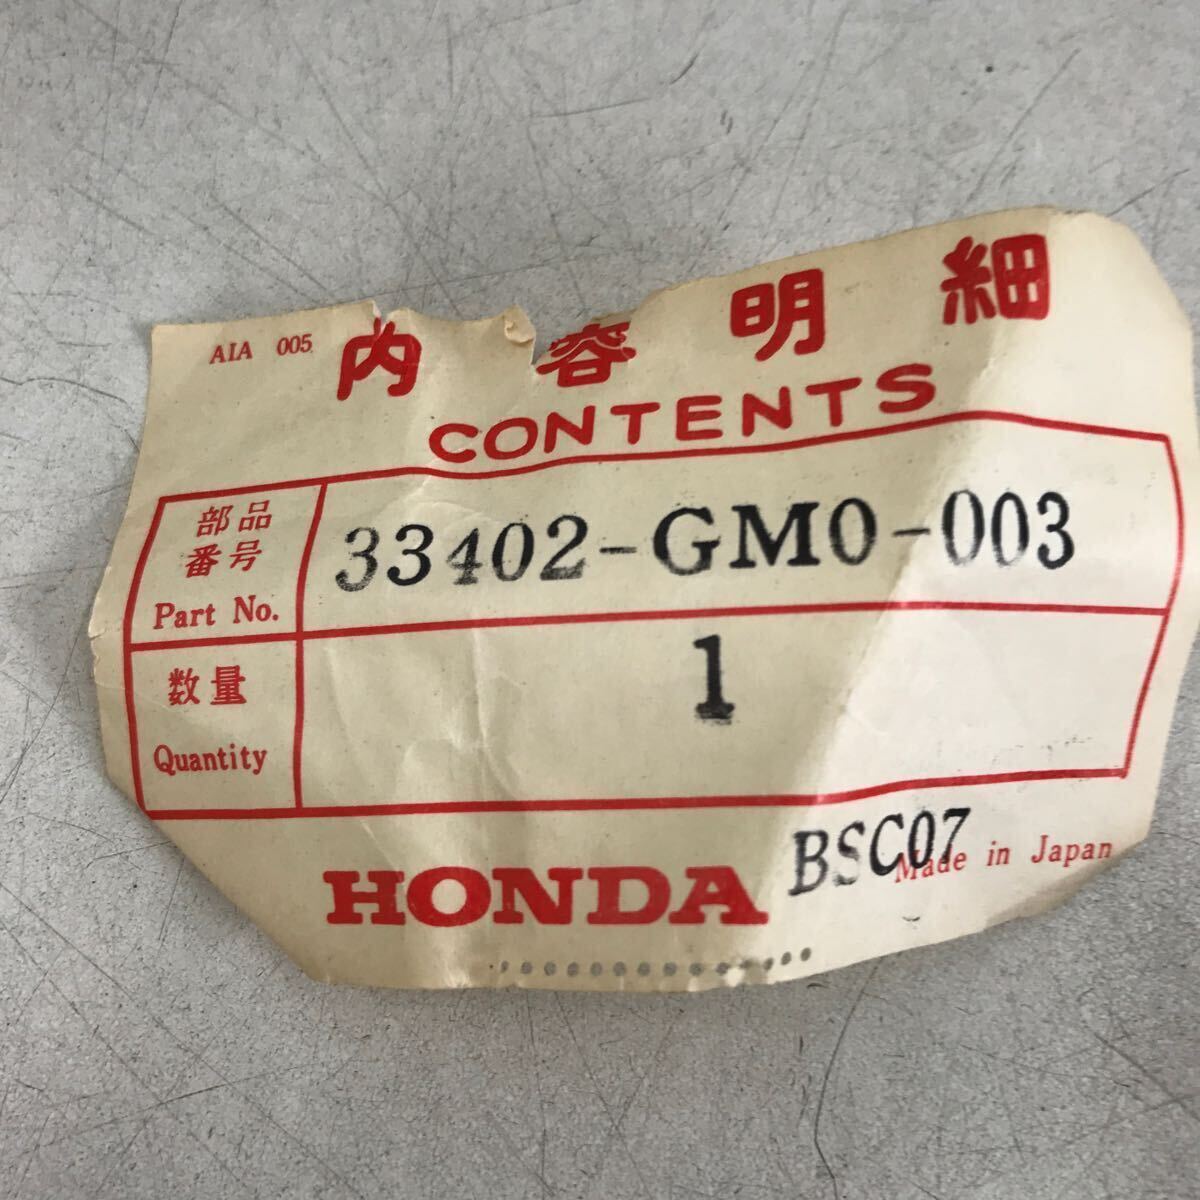 AIA 005 内容明細
CONTENTS
部品
番号
Part No.
33402-GM0-003
数量
Quantity
1
HONDA
BSC07
Made in Japan